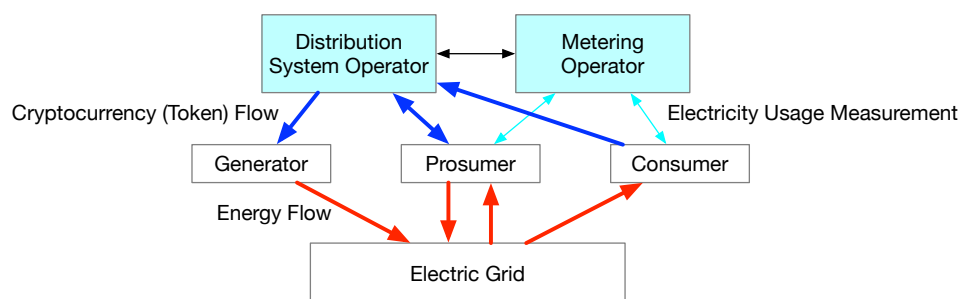 Distribution
System Operator
Metering
Operator
Cryptocurrency (Token) Flow
Electricity Usage Measurement
Generator
Prosumer
Consumer
Energy Flow
Electric Grid